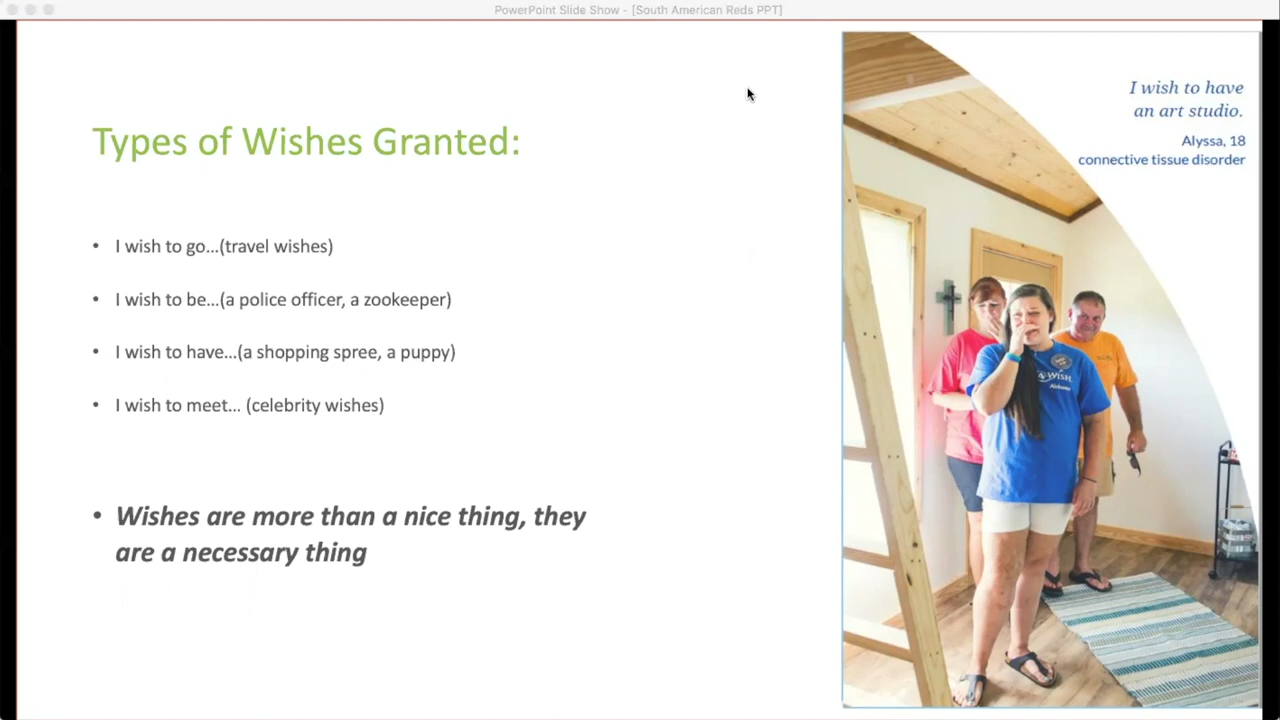 PowerPoint Slide Show - [South American Reds PPT]
Types of Wishes Granted:
• I wish to go...(travel wishes)
• I wish to be...(a police officer, a zookeeper)
• I wish to have...(a shopping spree, a puppy)
• I wish to meet... (celebrity wishes)
• Wishes are more than a nice thing, they
are a necessary thing
I wish to have
an art studio.
Alyssa, 18
connective tissue disorder
WISH
Alabama